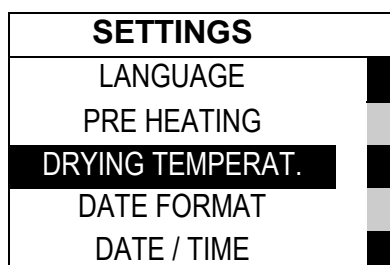 SETTINGS
LANGUAGE
PRE HEATING
DRYING TEMPERAT.
DATE FORMAT
DATE / TIME